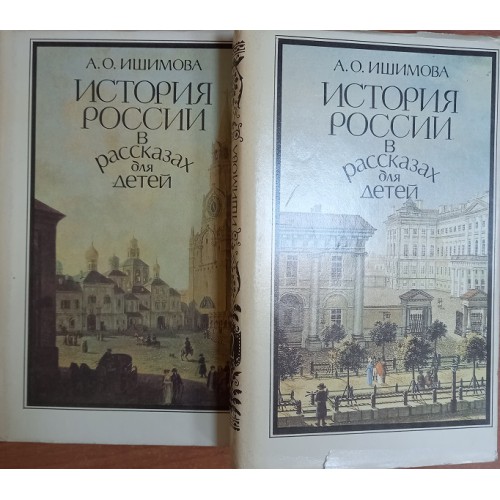 А. О. ИШИМОВА
ИСТОРИЯ
РОССИИ
В
рассказах
для
детей
А. О. ИШИМОВА
ИСТОРИЯ
РОССИИ
В
рассказах
для
детей